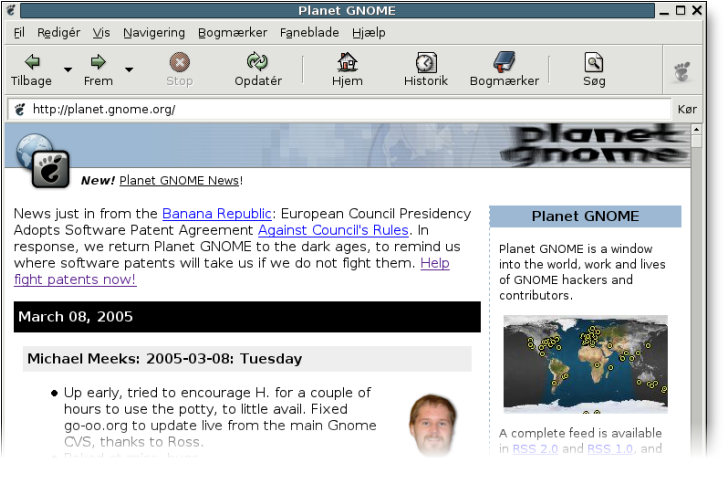 Planet GNOME
Fil Redigér Vis Navigering Bogmærker Faneblade Hjælp
Tilbage Frem Stop Opdatér Hjem Historik Bogmærker Søg
http://planet.gnome.org/ Kør
planet
gnome
New! Planet GNOME News!
News just in from the Banana Republic: European Council Presidency
Adopts Software Patent Agreement Against Council's Rules. In
response, we return Planet GNOME to the dark ages, to remind us
where software patents will take us if we do not fight them. Help
fight patents now!
March 08, 2005
Michael Meeks: 2005-03-08: Tuesday
• Up early, tried to encourage H. for a couple of
hours to use the potty, to little avail. Fixed
go-oo.org to update live from the main Gnome
CVS, thanks to Ross.
Planet GNOME
Planet GNOME is a window
into the world, work and lives
of GNOME hackers and
contributors.
A complete feed is available
in RSS 2.0 and RSS 1.0, and